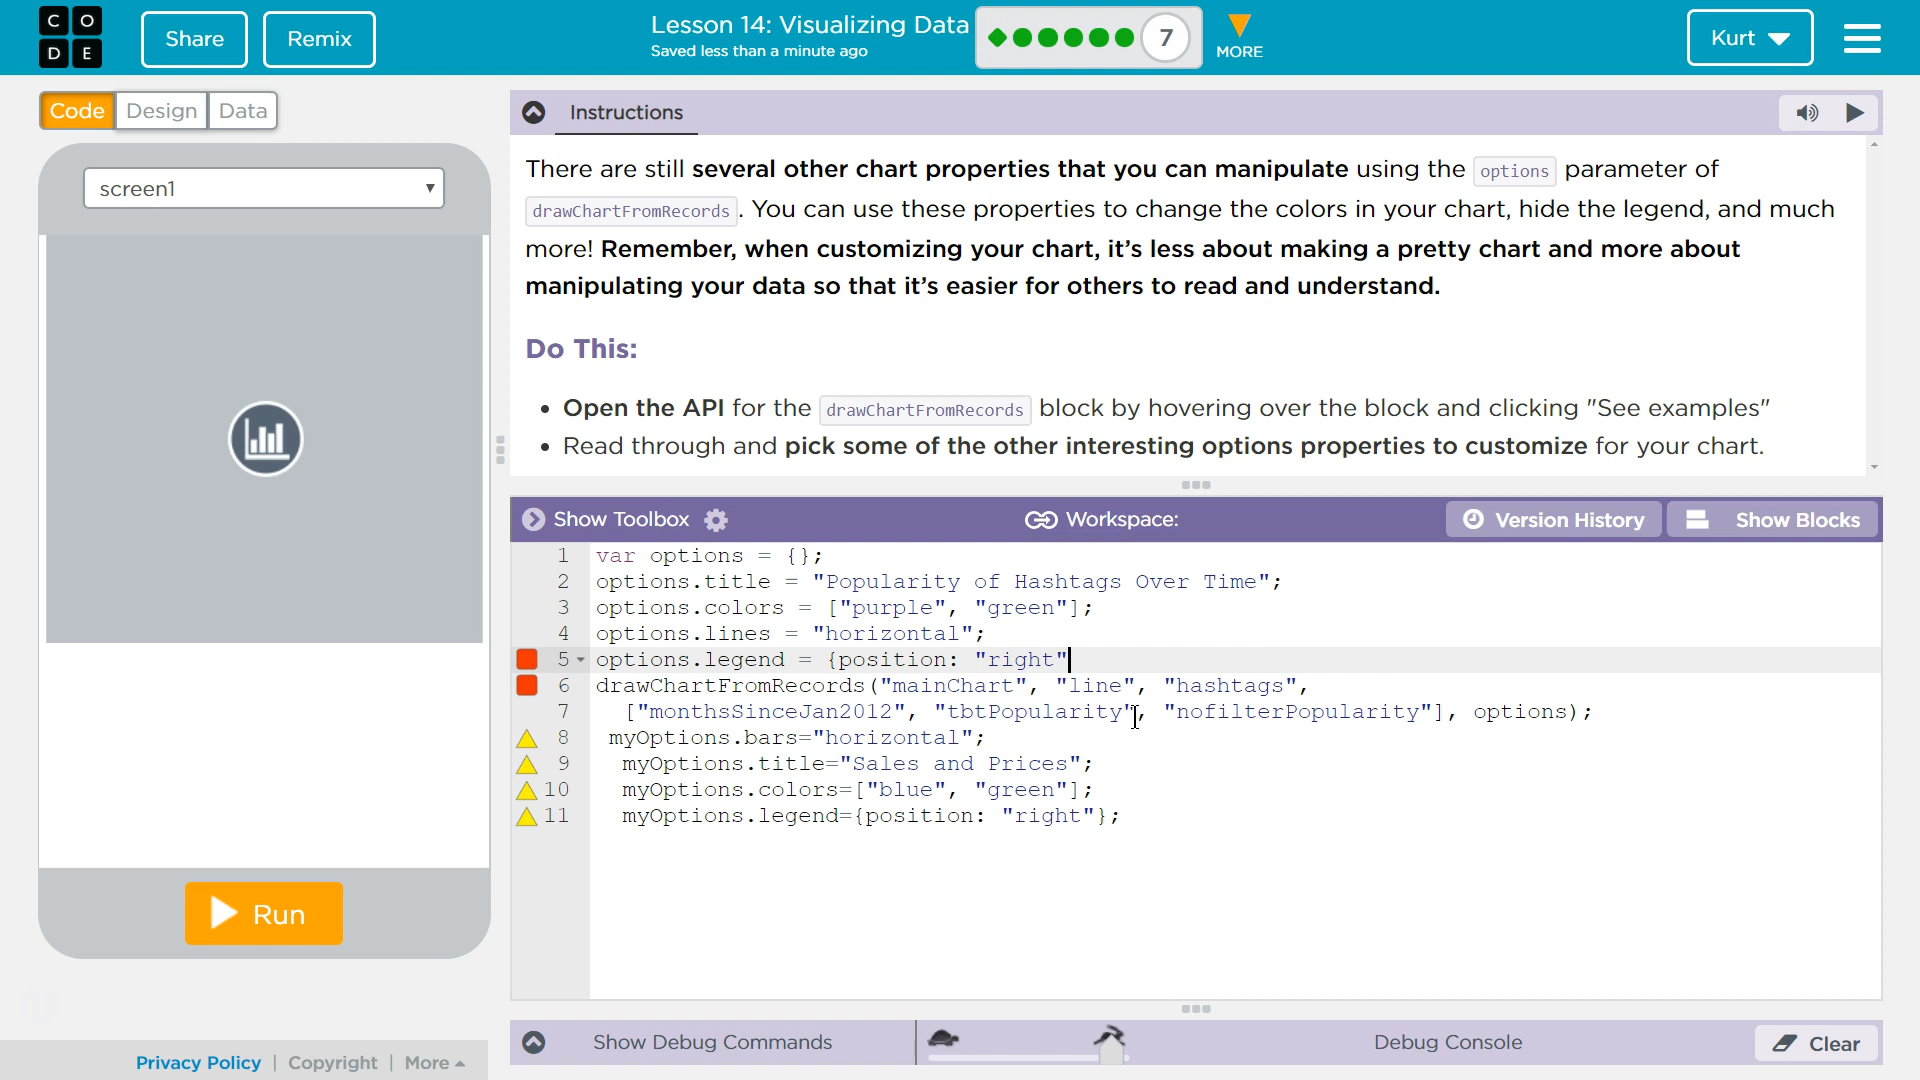 C O
D E
Share
Remix
Lesson 14: Visualizing Data
Saved less than a minute ago
7
MORE
Kurt
Code
Design
Data
screen1
Run
Privacy Policy | Copyright | More
Instructions
There are still several other chart properties that you can manipulate using the options parameter of
drawChartFromRecords . You can use these properties to change the colors in your chart, hide the legend, and much
more! Remember, when customizing your chart, it's less about making a pretty chart and more about
manipulating your data so that it's easier for others to read and understand.
Do This:
• Open the API for the drawChartFromRecords block by hovering over the block and clicking "See examples"
• Read through and pick some of the other interesting options properties to customize for your chart.
Show Toolbox
Workspace:
Version History
Show Blocks
1 var options = {};
2 options.title = "Popularity of Hashtags Over Time";
3 options.colors = ["purple", "green"];
4 options.lines = "horizontal";
5 options.legend = {position: "right"
6 drawChartFromRecords("mainChart", "line", "hashtags",
7 ["monthsSinceJan2012", "tbtPopularity", "nofilterPopularity"], options);
8 myOptions.bars="horizontal";
9 myOptions.title="Sales and Prices";
10 myOptions.colors=["blue", "green"];
11 myOptions.legend={position: "right"};
Show Debug Commands
Debug Console
Clear